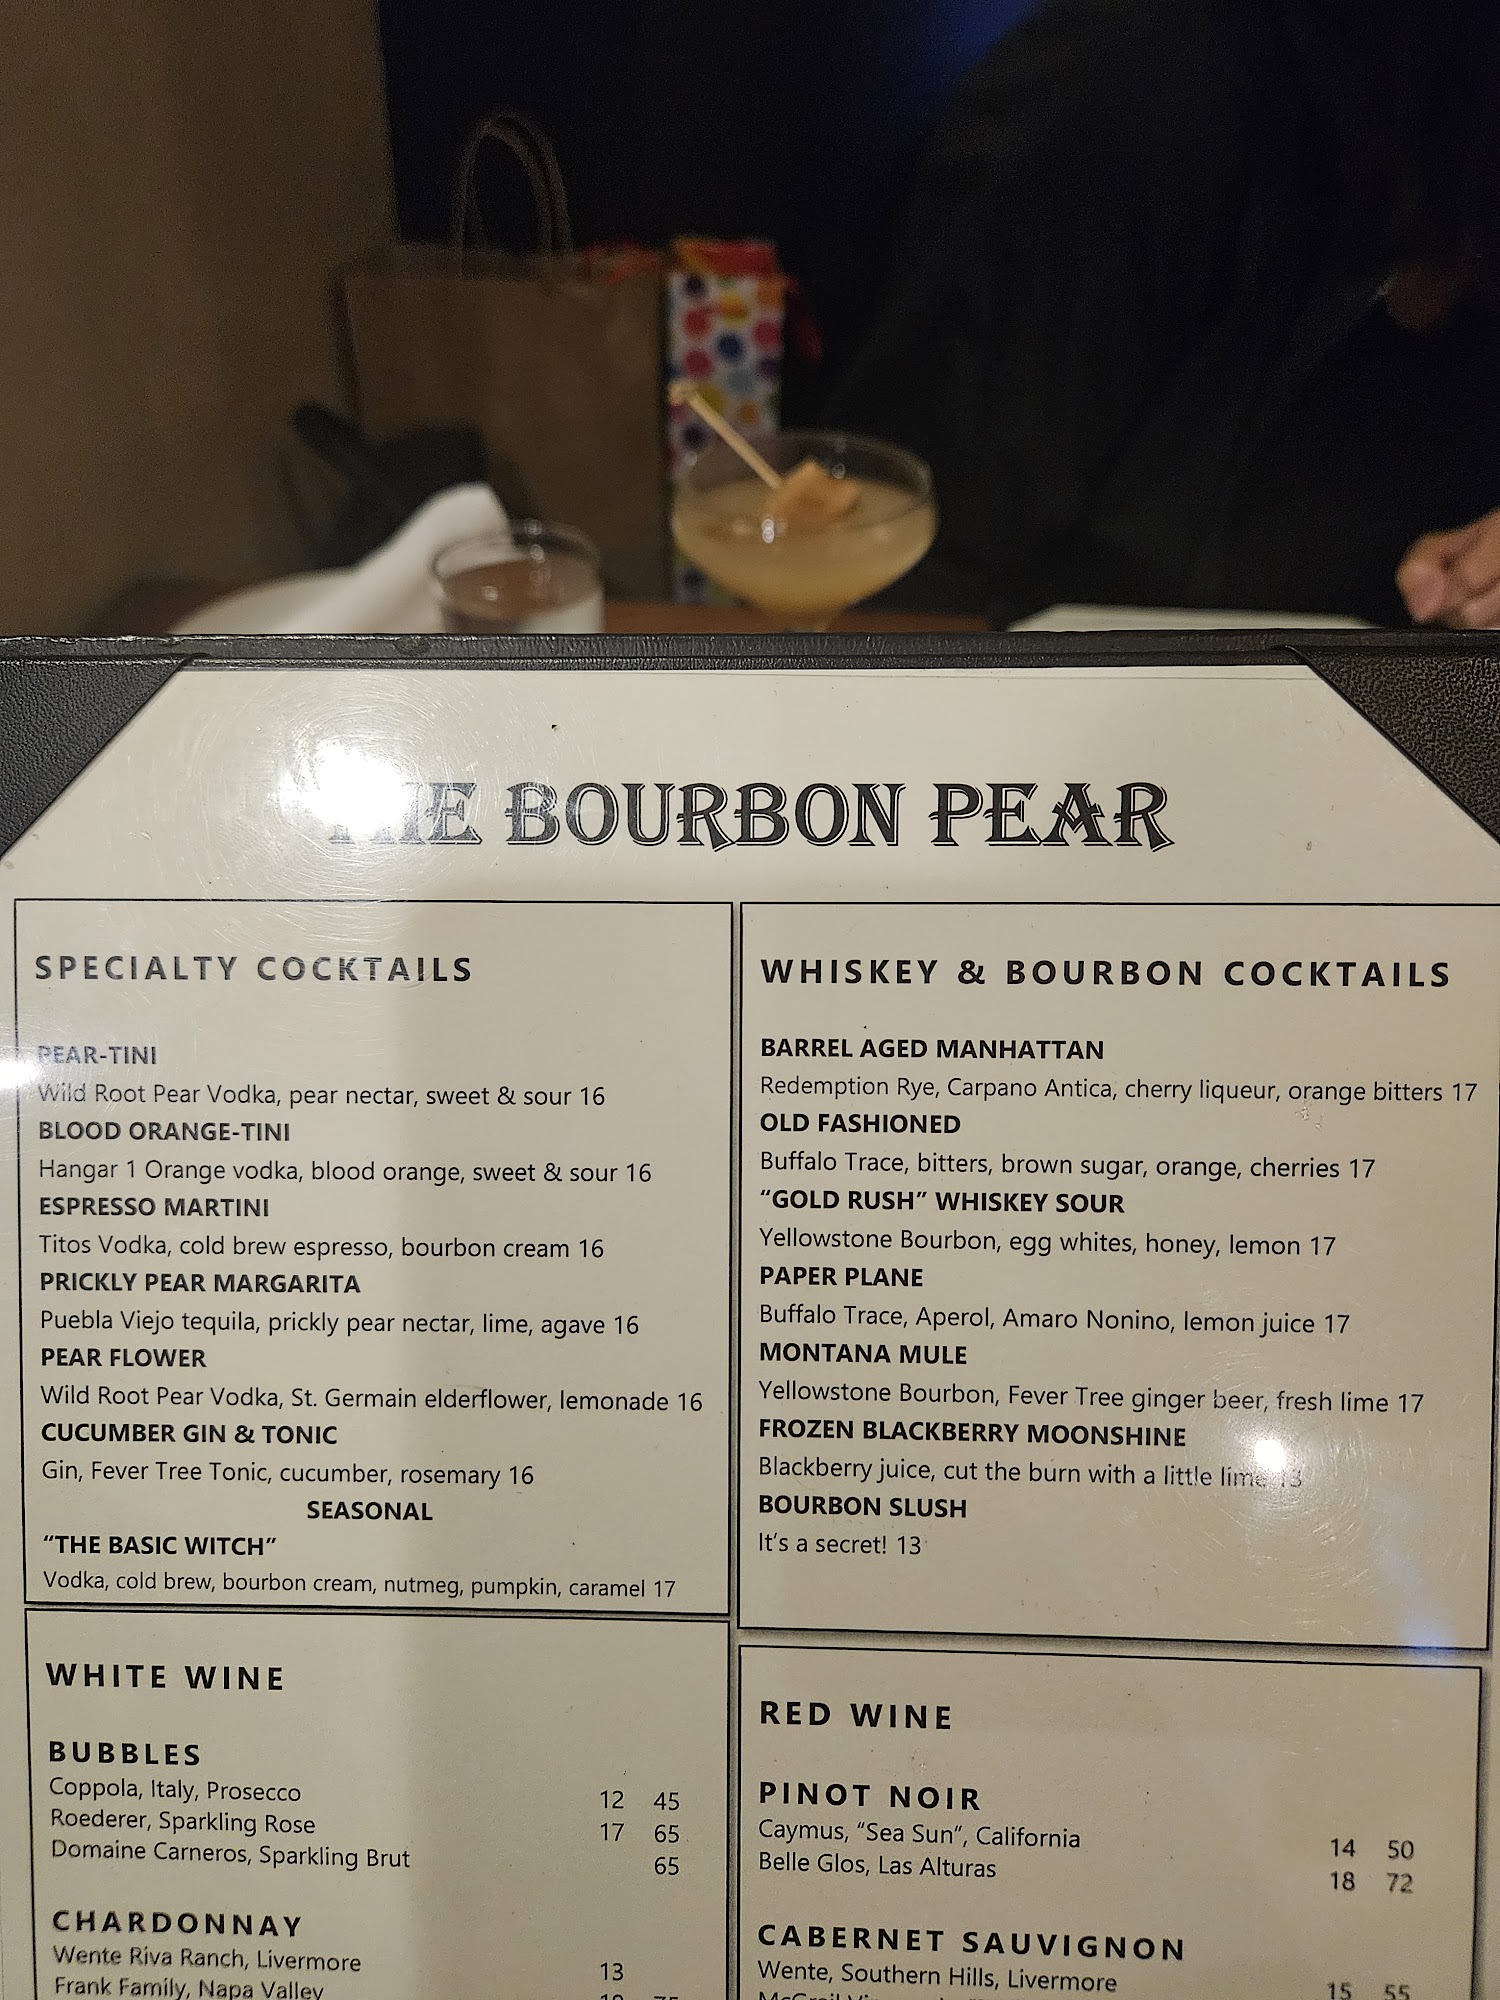 THE BOURBON PEAR
SPECIALTY COCKTAILS
PEAR-TINI
Wild Root Pear Vodka, pear nectar, sweet & sour 16
BLOOD ORANGE-TINI
Hangar 1 Orange vodka, blood orange, sweet & sour 16
ESPRESSO MARTINI
Titos Vodka, cold brew espresso, bourbon cream 16
PRICKLY PEAR MARGARITA
Puebla Viejo tequila, prickly pear nectar, lime, agave 16
PEAR FLOWER
Wild Root Pear Vodka, St. Germain elderflower, lemonade 16
CUCUMBER GIN & TONIC
Gin, Fever Tree Tonic, cucumber, rosemary 16
SEASONAL
“THE BASIC WITCH”
Vodka, cold brew, bourbon cream, nutmeg, pumpkin, caramel 17
WHISKEY & BOURBON COCKTAILS
BARREL AGED MANHATTAN
Redemption Rye, Carpano Antica, cherry liqueur, orange bitters 17
OLD FASHIONED
Buffalo Trace, bitters, brown sugar, orange, cherries 17
“GOLD RUSH” WHISKEY SOUR
Yellowstone Bourbon, egg whites, honey, lemon 17
PAPER PLANE
Buffalo Trace, Aperol, Amaro Nonino, lemon juice 17
MONTANA MULE
Yellowstone Bourbon, Fever Tree ginger beer, fresh lime 17
FROZEN BLACKBERRY MOONSHINE
Blackberry juice, cut the burn with a little lime 13
BOURBON SLUSH
It’s a secret! 13
WHITE WINE
BUBBLES
Coppola, Italy, Prosecco 12 45
Roederer, Sparkling Rose 17 65
Domaine Carneros, Sparkling Brut 65
CHARDONNAY
Wente Riva Ranch, Livermore 13
Frank Family, Napa Valley
RED WINE
PINOT NOIR
Caymus, “Sea Sun”, California 14 50
Belle Glos, Las Alturas 18 72
CABERNET SAUVIGNON
Wente, Southern Hills, Livermore 15 55